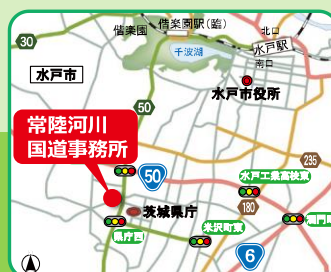 偕楽園駅(臨)
偕楽園
北口
水戸駅
南口
30
千波湖
水戸市
水戸市役所
50
常陸河川
国道事務所
50
235
水戸工業高校東
茨城県庁
180
県庁西
米沢町東
6